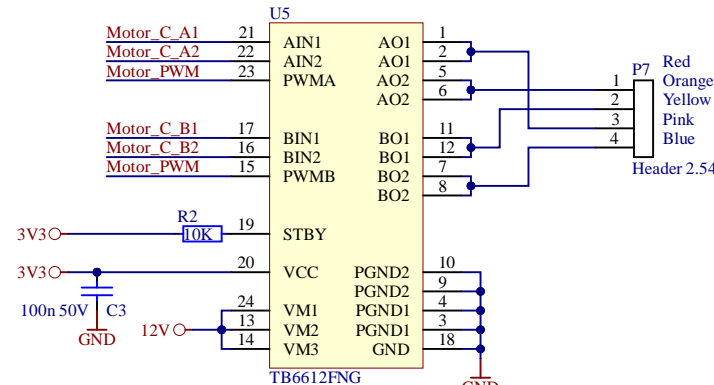 U5
Motor_C_A1 21 AIN1 AO1 1
Motor_C_A2 22 AIN2 AO1 2
Motor_PWM 23 PWMA AO2 5
AO2 6
Motor_C_B1 17 BIN1 BO1 11
Motor_C_B2 16 BIN2 BO1 12
Motor_PWM 15 PWMB BO2 7
BO2 8
P7
Red
1 Orange
2 Yellow
3 Pink
4 Blue
Header 2.54
R2
3V3 10K 19 STBY
3V3 20 VCC PGND2 10
PGND2 9
100n 50V C3 24 VM1 PGND1 4
GND 12V 13 VM2 PGND1 3
14 VM3 GND 18
TB6612FNG
GND